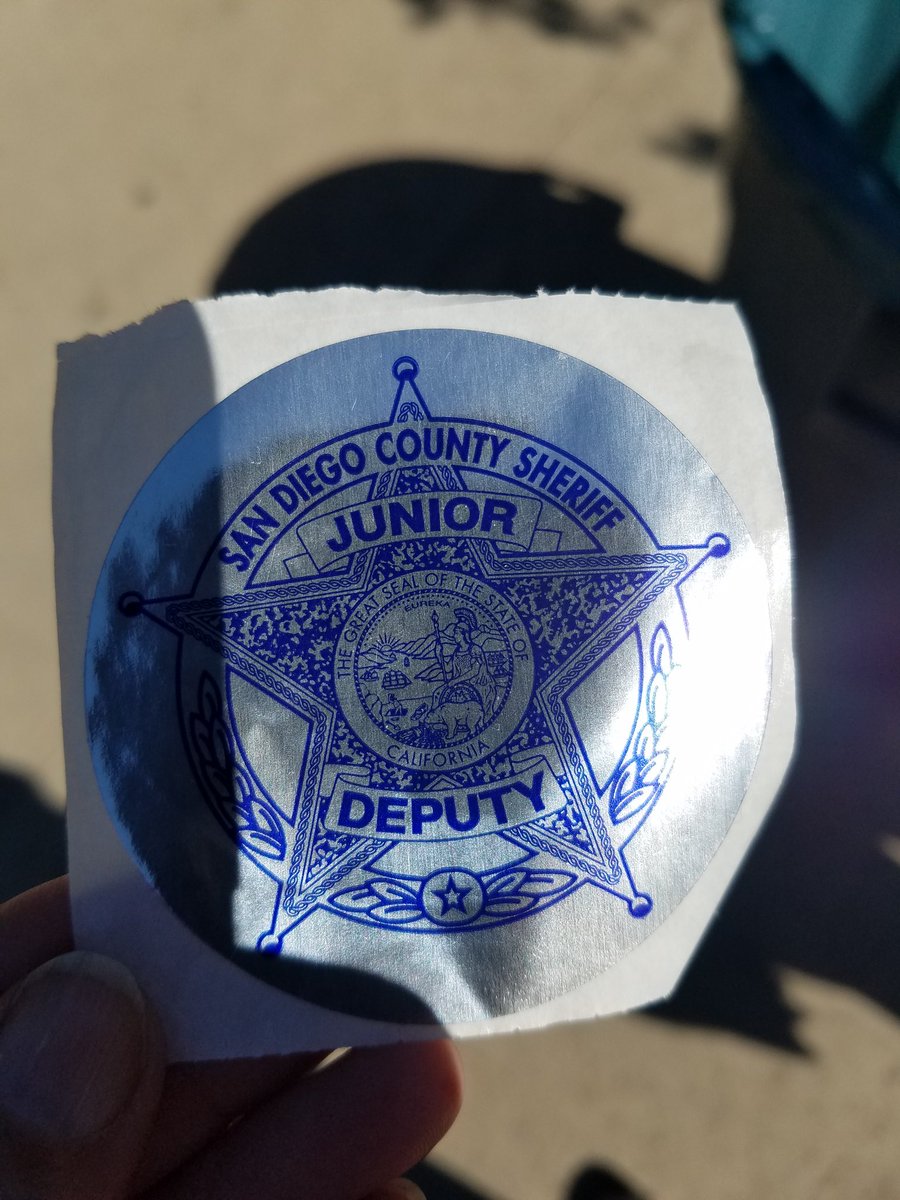 SAN DIEGO COUNTY SHERIFF
JUNIOR
THE GREAT SEAL OF THE STATE OF
EUREKA
CALIFORNIA
DEPUTY